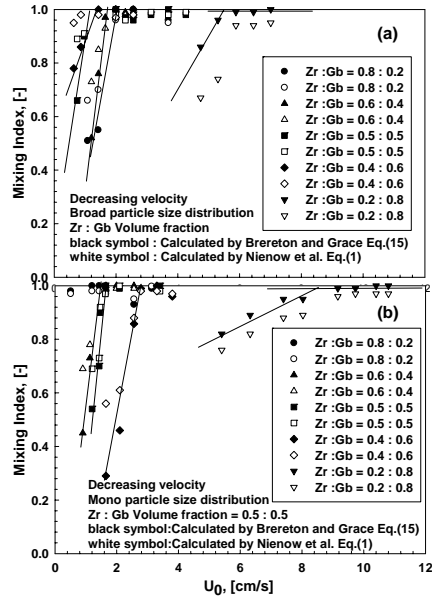 1.0
0.8
0.6
0.4
0.2
0.0
Mixing Index, [-]
(a)
Zr :Gb = 0.8 : 0.2
Zr :Gb = 0.8 : 0.2
Zr :Gb = 0.6 : 0.4
Zr :Gb = 0.6 : 0.4
Zr :Gb = 0.5 : 0.5
Zr :Gb = 0.5 : 0.5
Zr :Gb = 0.4 : 0.6
Zr :Gb = 0.4 : 0.6
Zr :Gb = 0.2 : 0.8
Zr :Gb = 0.2 : 0.8
Decreasing velocity
Broad particle size distribution
Zr : Gb Volume fraction
black symbol : Calculated by Brereton and Grace Eq.(15)
white symbol : Calculated by Nienow et al. Eq.(1)
1.0
0.8
0.6
0.4
0.2
0.0
Mixing Index, [-]
(b)
Zr :Gb = 0.8 : 0.2
Zr :Gb = 0.8 : 0.2
Zr :Gb = 0.6 : 0.4
Zr :Gb = 0.6 : 0.4
Zr :Gb = 0.5 : 0.5
Zr :Gb = 0.5 : 0.5
Zr :Gb = 0.4 : 0.6
Zr :Gb = 0.4 : 0.6
Zr :Gb = 0.2 : 0.8
Zr :Gb = 0.2 : 0.8
Decreasing velocity
Mono particle size distribution
Zr : Gb Volume fraction = 0.5 : 0.5
black symbol:Calculated by Brereton and Grace Eq.(15)
white symbol:Calculated by Nienow et al. Eq.(1)
0 2 4 6 8 10 12
U0, [cm/s]